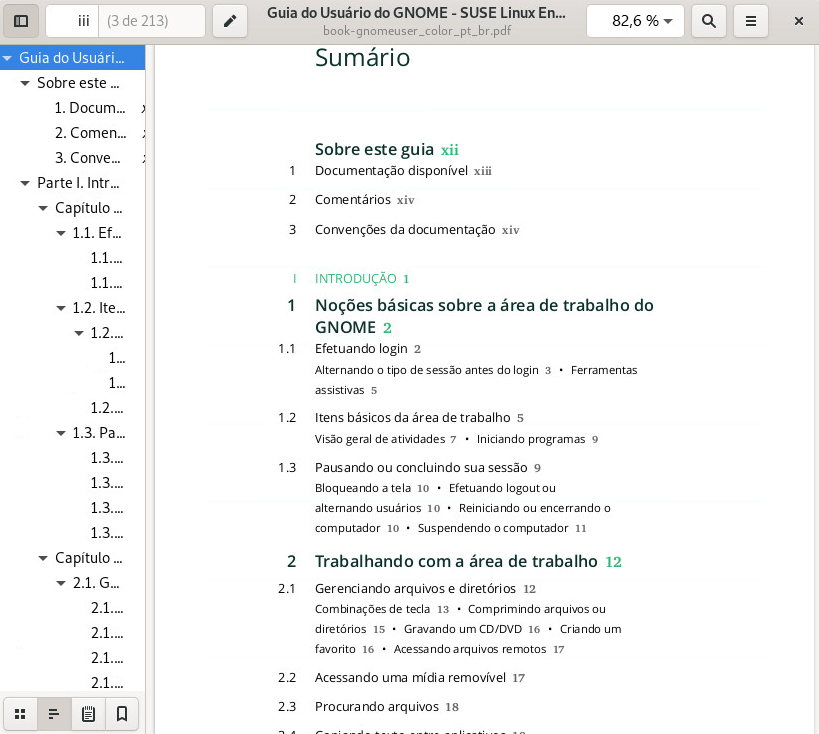 iii (3 de 213)
Guia do Usuário do GNOME - SUSE Linux En...
book-gnomeuser_color_pt_br.pdf
82,6 %
Guia do Usuári...
Sobre este ...
1. Docum...
2. Comen...
3. Conve...
Parte I. Intr...
Capítulo ...
1.1. Ef...
1.1....
1.1....
1.2. Ite...
1.2....
1...
1...
1.2....
1.3. Pa...
1.3....
1.3....
1.3....
1.3....
Capítulo ...
2.1. G...
2.1....
2.1....
2.1....
2.1....
Sumário
Sobre este guia xii
1 Documentação disponível xiii
2 Comentários xiv
3 Convenções da documentação xiv
I INTRODUÇÃO 1
1 Noções básicas sobre a área de trabalho do
GNOME 2
1.1 Efetuando login 2
Alternando o tipo de sessão antes do login 3 • Ferramentas
assistivas 5
1.2 Itens básicos da área de trabalho 5
Visão geral de atividades 7 • Iniciando programas 9
1.3 Pausando ou concluindo sua sessão 9
Bloqueando a tela 10 • Efetuando logout ou
alternando usuários 10 • Reiniciando ou encerrando o
computador 10 • Suspendendo o computador 11
2 Trabalhando com a área de trabalho 12
2.1 Gerenciando arquivos e diretórios 12
Combinações de tecla 13 • Comprimindo arquivos ou
diretórios 15 • Gravando um CD/DVD 16 • Criando um
favorito 16 • Acessando arquivos remotos 17
2.2 Acessando uma mídia removível 17
2.3 Procurando arquivos 18